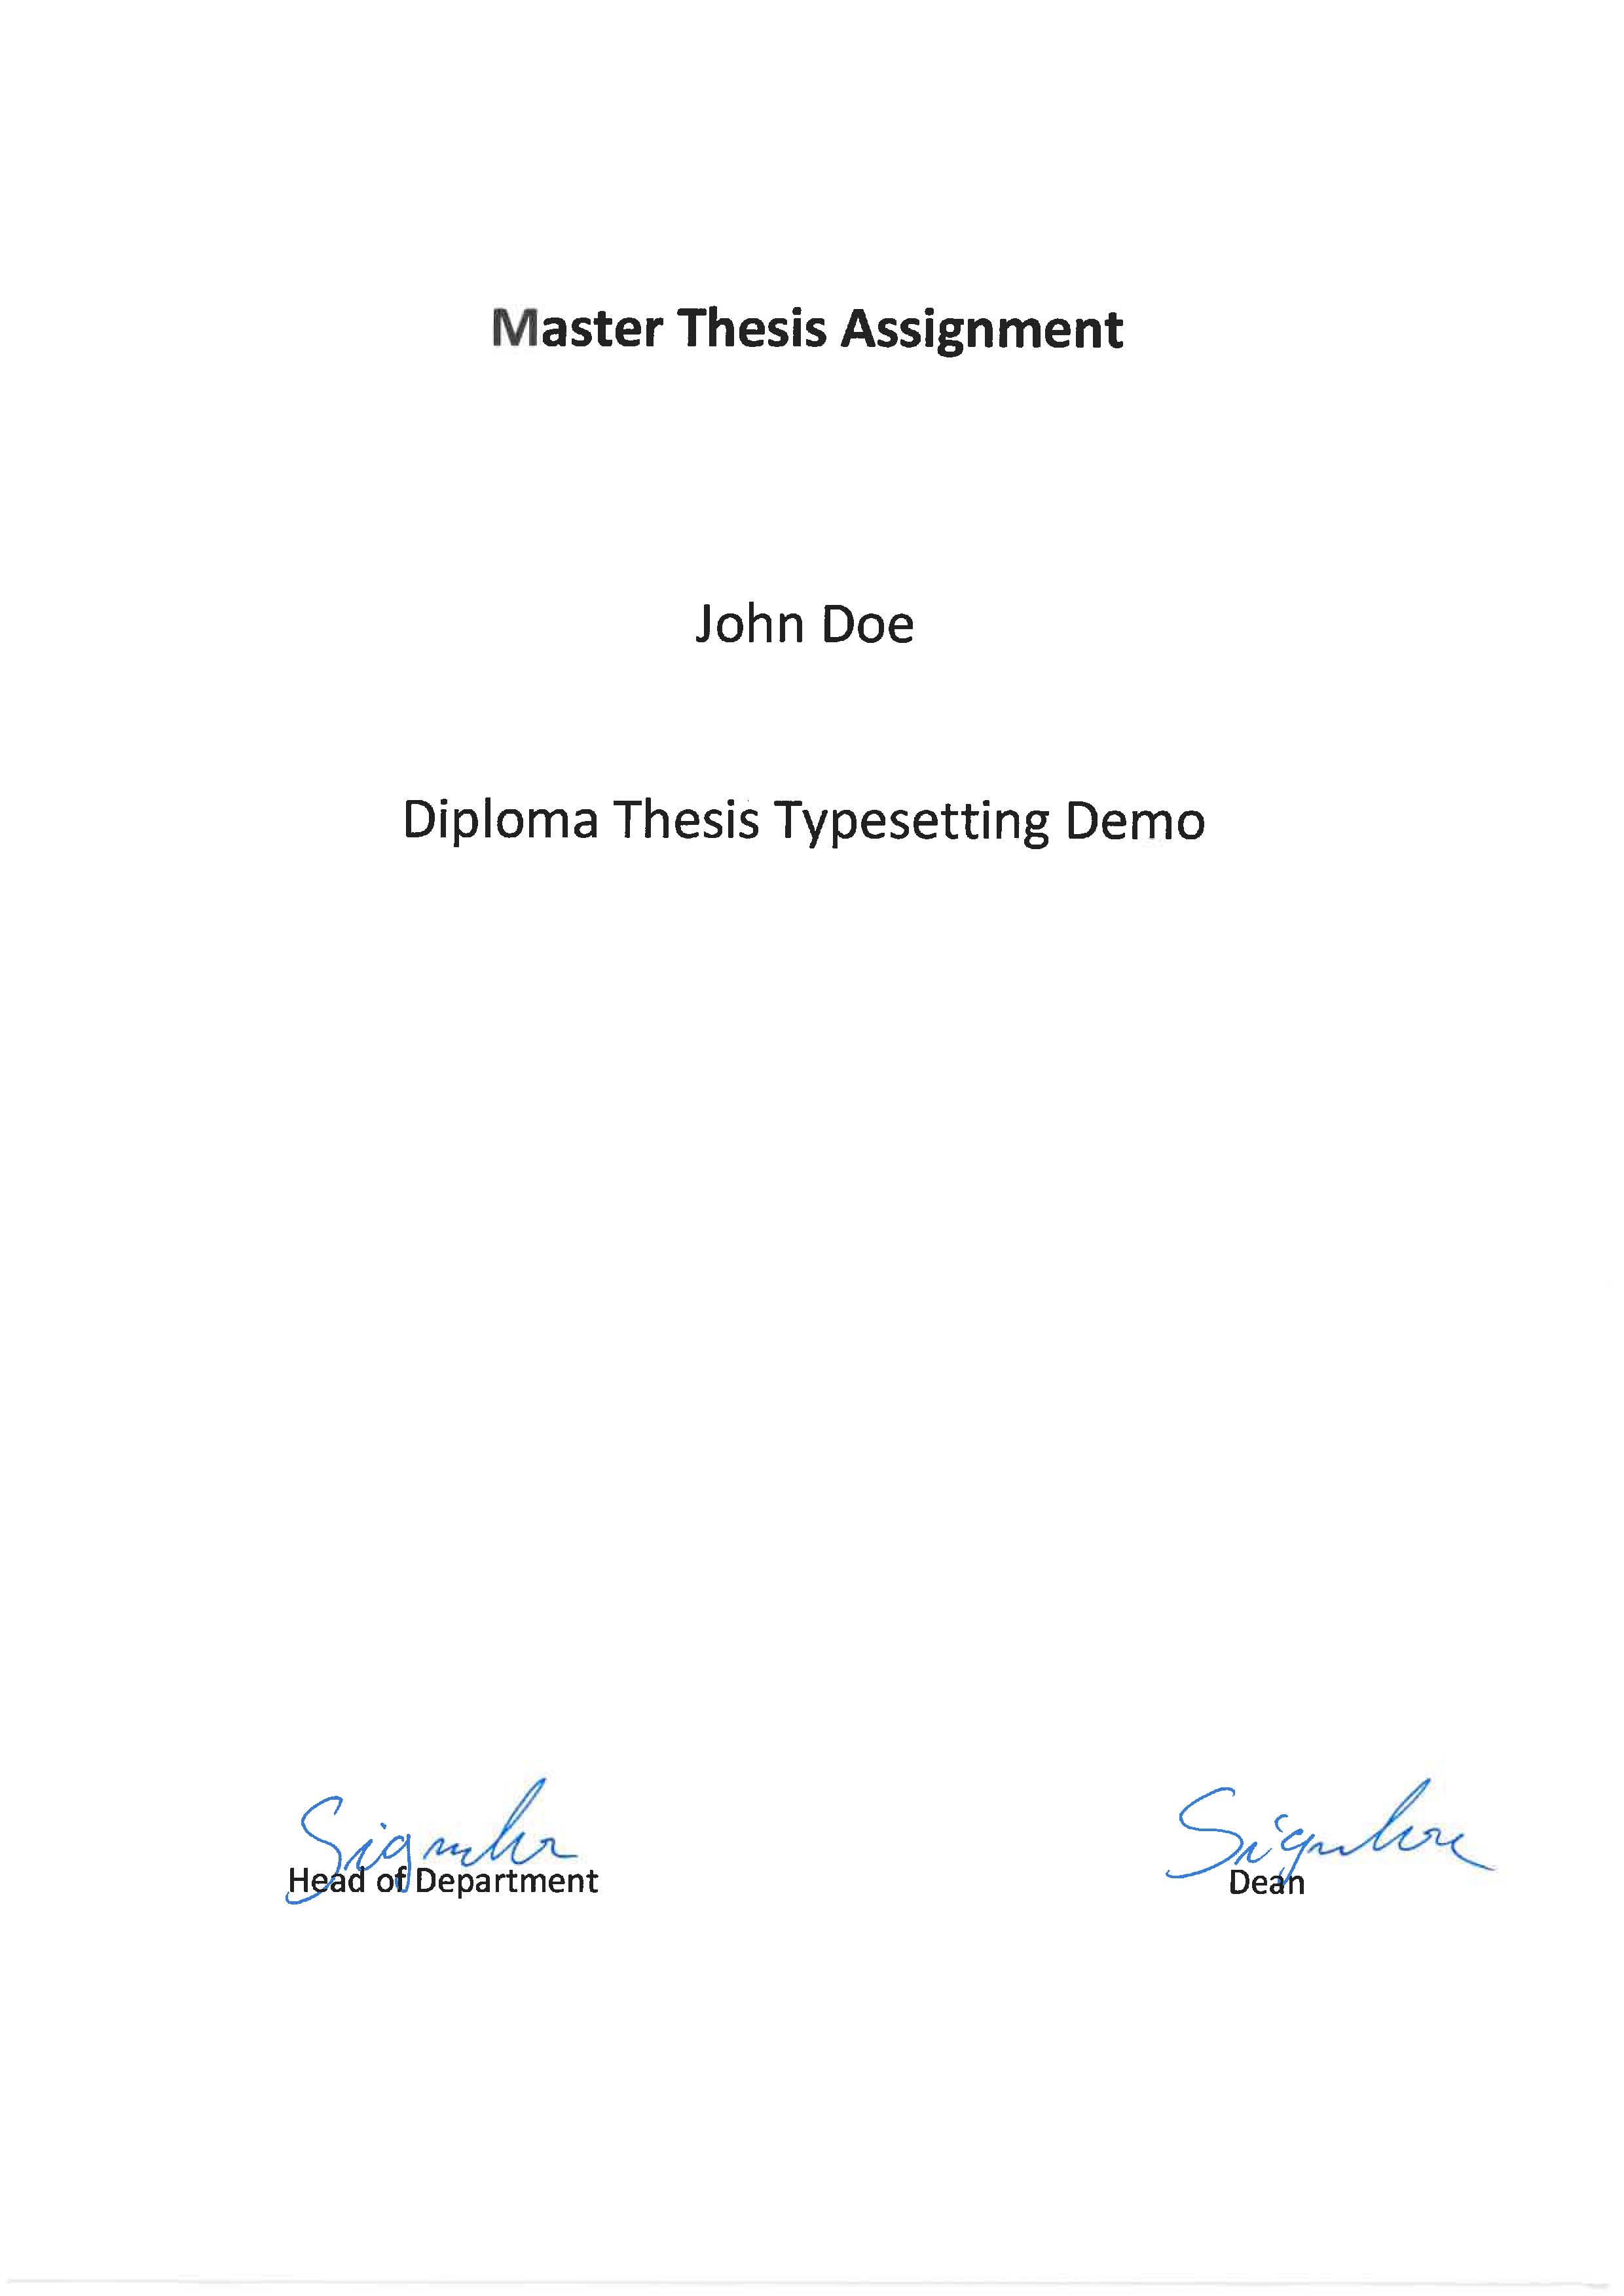 Master Thesis Assignment
John Doe
Diploma Thesis Typesetting Demo
Signature Signature
Head of Department Dean